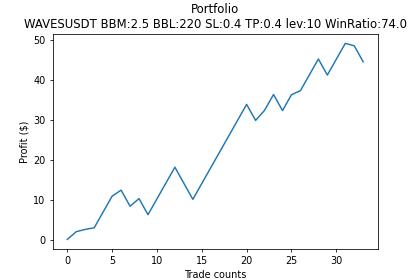 Portfolio
WAVESUSDT BBM:2.5 BBL:220 SL:0.4 TP:0.4 lev:10 WinRatio:74.0
50
40
30
20
10
0
Profit ($)
0 5 10 15 20 25 30
Trade counts